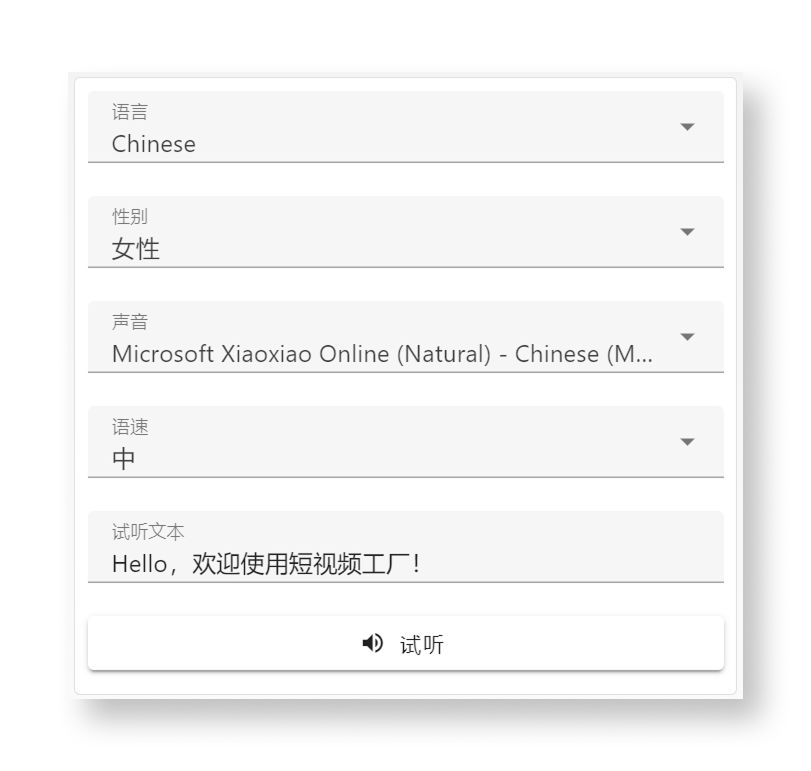 语言
Chinese
性别
女性
声音
Microsoft Xiaoxiao Online (Natural) - Chinese (M...
语速
中
试听文本
Hello，欢迎使用短视频工厂！
试听